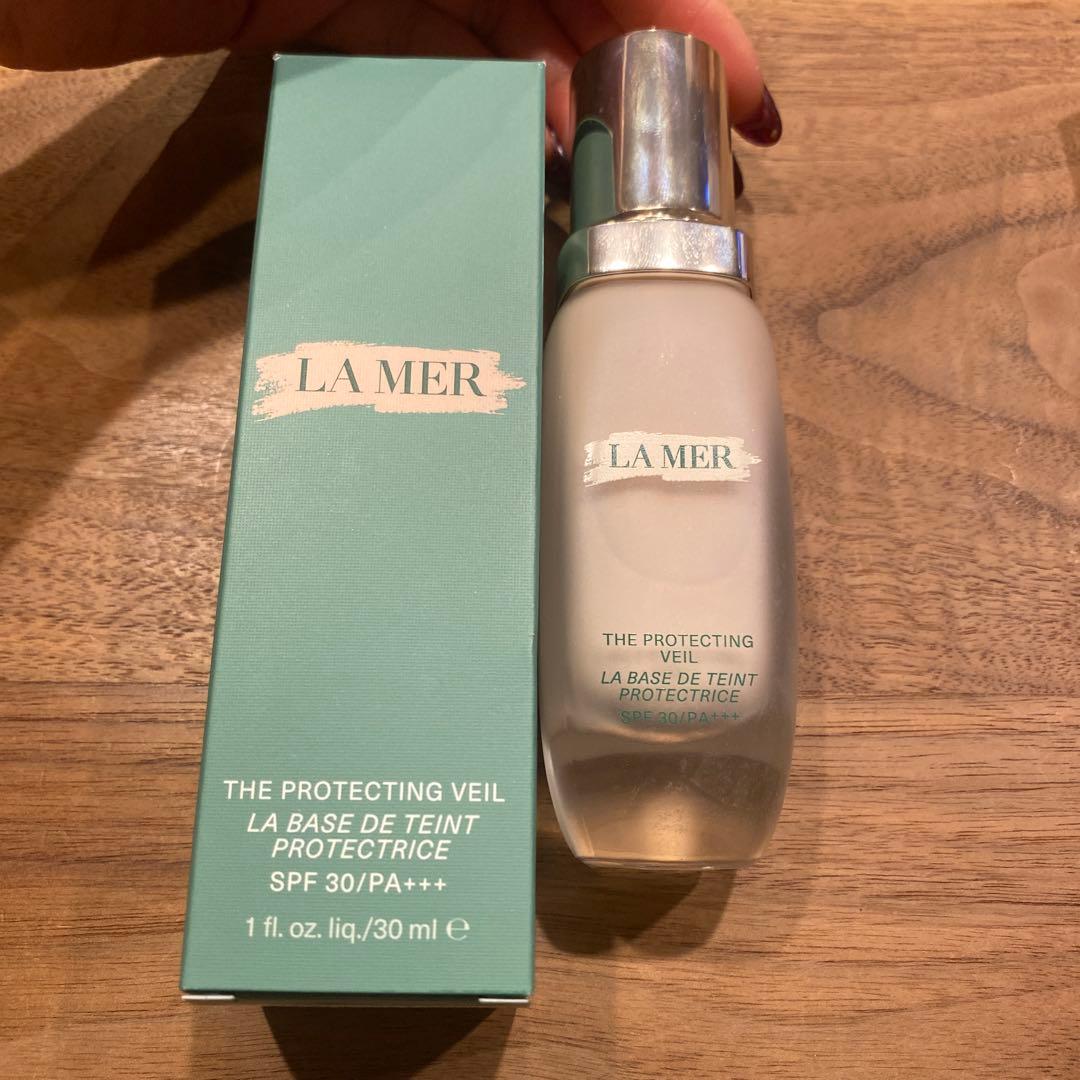 LA MER
THE PROTECTING VEIL
LA BASE DE TEINT
PROTECTRICE
SPF 30/PA+++
1 fl. oz. liq./30 ml ℮
LA MER
THE PROTECTING
VEIL
LA BASE DE TEINT
PROTECTRICE
SPF 30/PA+++